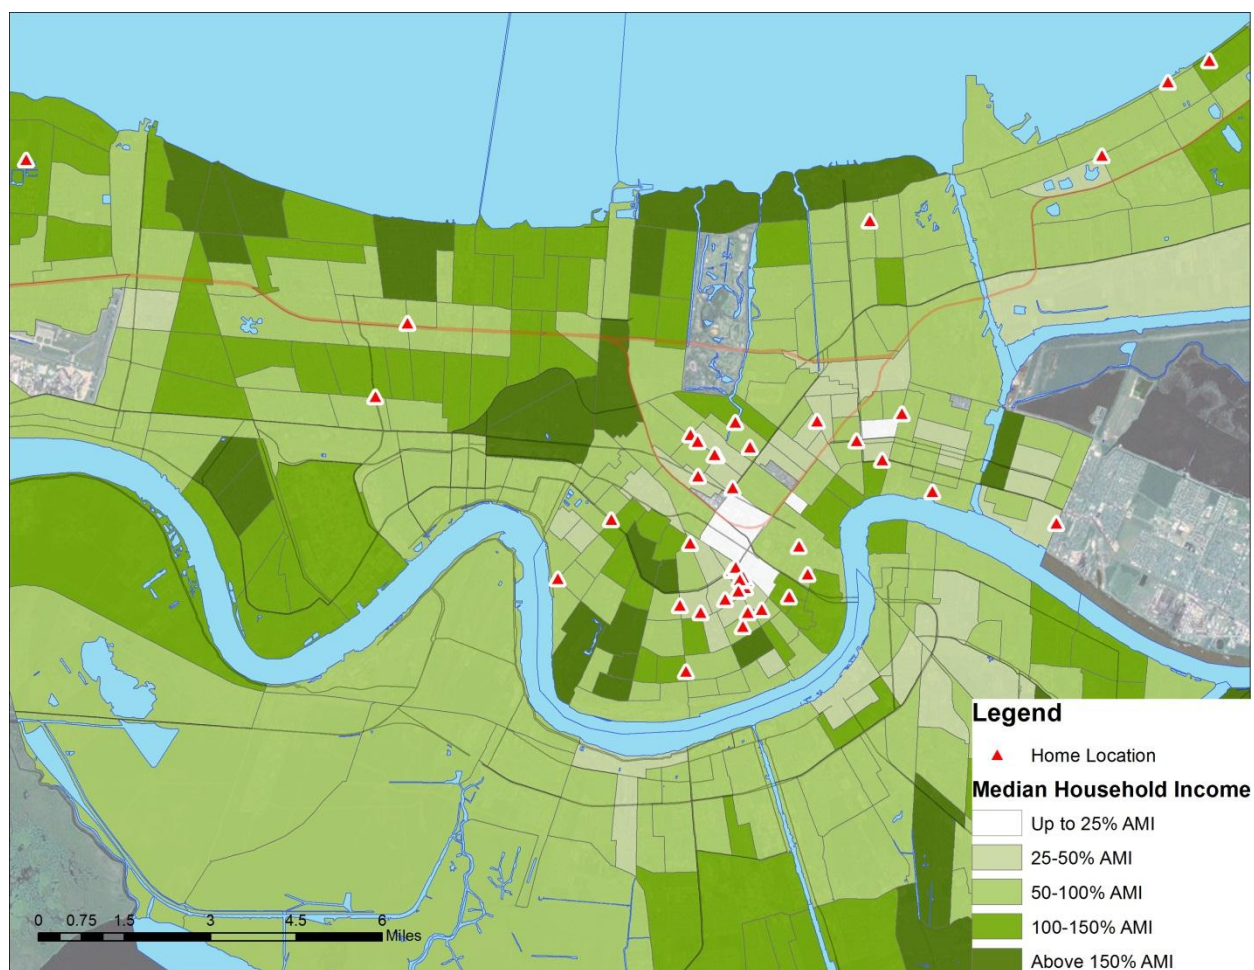 Legend
Home Location
Median Household Income
Up to 25% AMI
25-50% AMI
50-100% AMI
100-150% AMI
Above 150% AMI
0 0.75 1.5 3 4.5 6
Miles